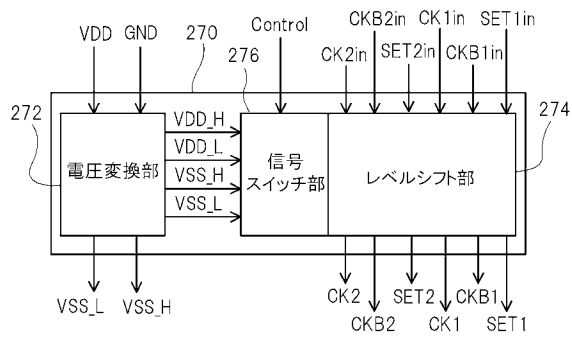 VDD
GND
270
276
Control
CKB2in
CK1in
SET1in
CK2in
SET2in
CKB1in
272
274
VDD_H
VDD_L
VSS_H
VSS_L
電圧変換部
信号
スイッチ部
レベルシフト部
VSS_L
VSS_H
CK2
SET2
CKB1
CKB2
CK1
SET1